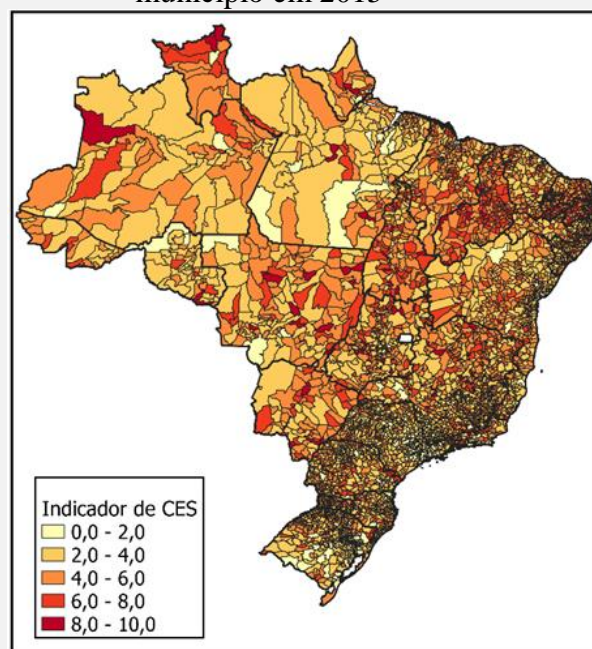 município em 2015
Indicador de CES
0,0 - 2,0
2,0 - 4,0
4,0 - 6,0
6,0 - 8,0
8,0 - 10,0